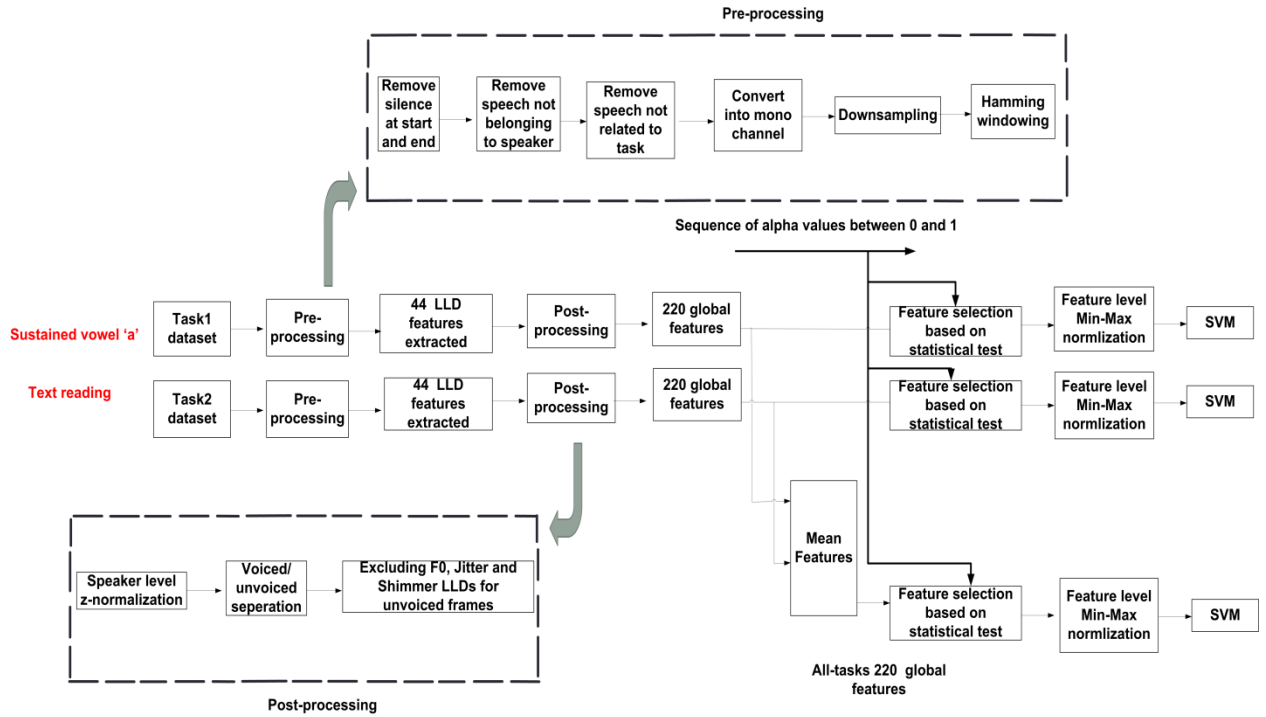 Pre-processing
Remove
silence
at start
and end
Remove
speech not
belonging
to speaker
Remove
speech not
related to
task
Convert
into mono
channel
Downsampling
Hamming
windowing
Sequence of alpha values between 0 and 1
Sustained vowel ‘a’
Task1
dataset
Pre-
processing
44 LLD
features
extracted
Post-
processing
220 global
features
Feature selection
based on
statistical test
Feature level
Min-Max
normlization
SVM
Text reading
Task2
dataset
Pre-
processing
44 LLD
features
extracted
Post-
processing
220 global
features
Feature selection
based on
statistical test
Feature level
Min-Max
normlization
SVM
Mean
Features
Feature selection
based on
statistical test
Feature level
Min-Max
normlization
SVM
All-tasks 220 global
features
Speaker level
z-normalization
Voiced/
unvoiced
seperation
Excluding F0, Jitter and
Shimmer LLDs for
unvoiced frames
Post-processing